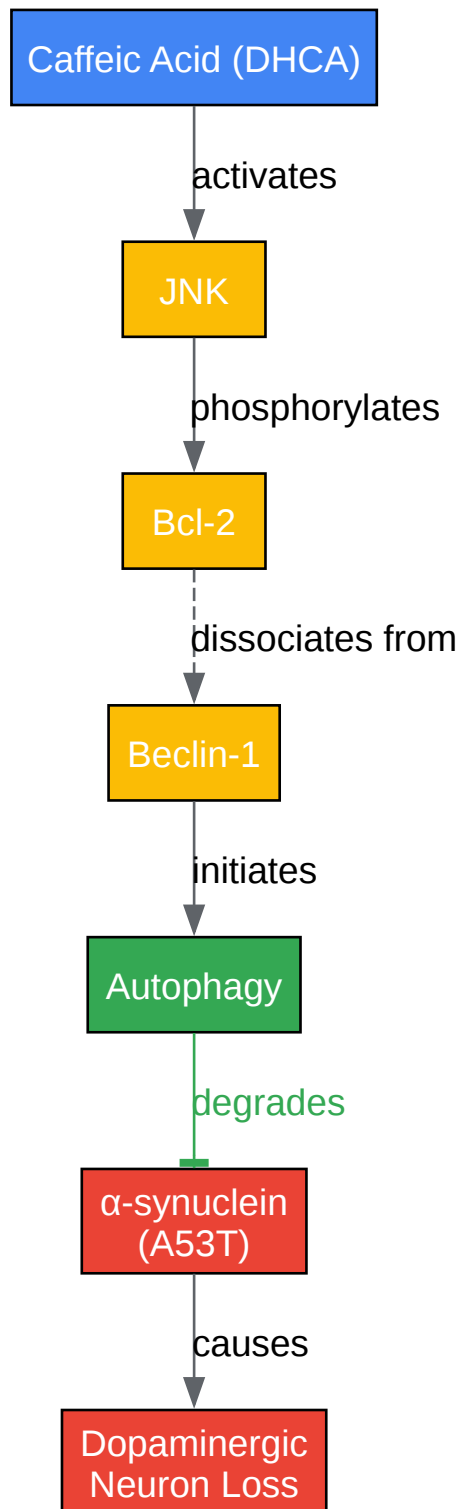 Caffeic Acid (DHCA)
activates
JNK
phosphorylates
Bcl-2
dissociates from
Beclin-1
initiates
Autophagy
degrades
α-synuclein
(A53T)
causes
Dopaminergic
Neuron Loss